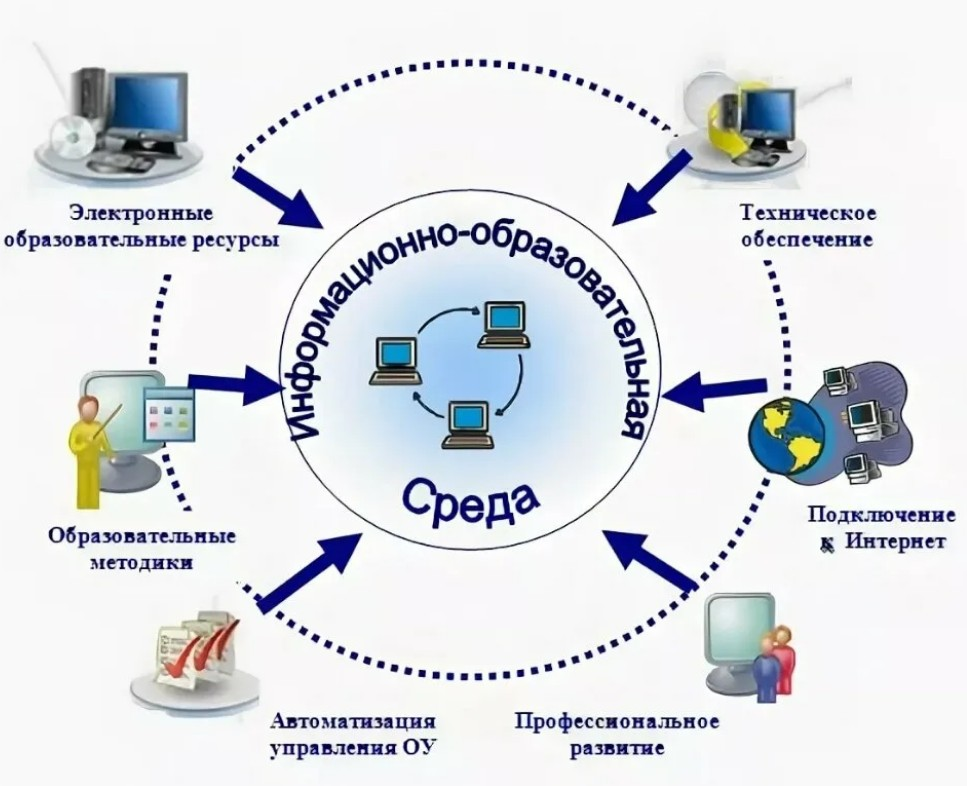 Электронные
образовательные ресурсы
Техническое
обеспечение
Информационно-образовательная
Среда
Образовательные
методики
Подключение
к Интернет
Автоматизация
управления ОУ
Профессиональное
развитие